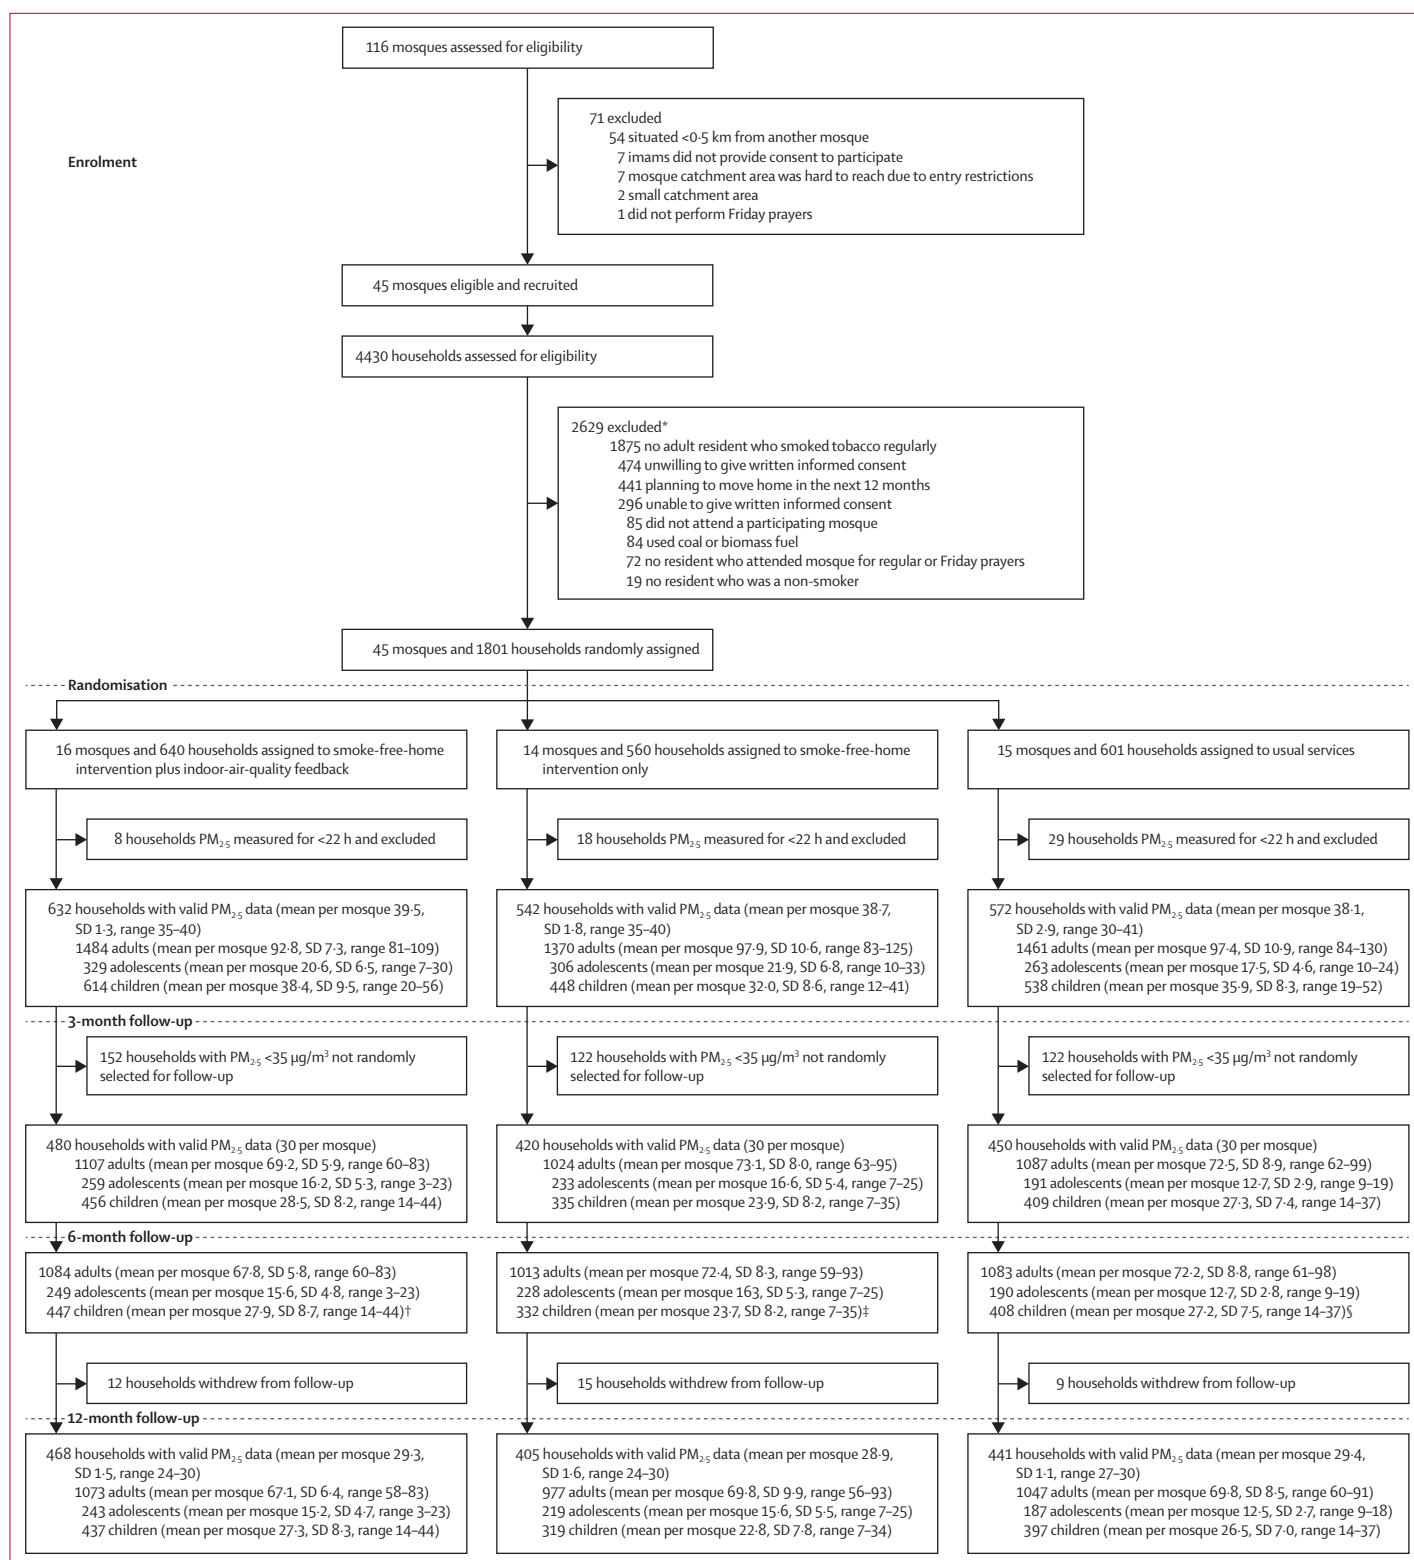 116 mosques assessed for eligibility
71 excluded
54 situated <0·5 km from another mosque
7 imams did not provide consent to participate
7 mosque catchment area was hard to reach due to entry restrictions
2 small catchment area
1 did not perform Friday prayers
Enrolment
45 mosques eligible and recruited
4430 households assessed for eligibility
2629 excluded*
1875 no adult resident who smoked tobacco regularly
474 unwilling to give written informed consent
441 planning to move home in the next 12 months
296 unable to give written informed consent
85 did not attend a participating mosque
84 used coal or biomass fuel
72 no resident who attended mosque for regular or Friday prayers
19 no resident who was a non-smoker
45 mosques and 1801 households randomly assigned
Randomisation
16 mosques and 640 households assigned to smoke-free-home
intervention plus indoor-air-quality feedback
14 mosques and 560 households assigned to smoke-free-home
intervention only
15 mosques and 601 households assigned to usual services
8 households PM2·5 measured for <22 h and excluded
18 households PM2·5 measured for <22 h and excluded
29 households PM2·5 measured for <22 h and excluded
632 households with valid PM2·5 data (mean per mosque 39·5,
SD 1·3, range 35–40)
1484 adults (mean per mosque 92·8, SD 7·3, range 81–109)
329 adolescents (mean per mosque 20·6, SD 6·5, range 7–30)
614 children (mean per mosque 38·4, SD 9·5, range 20–56)
542 households with valid PM2·5 data (mean per mosque 38·7,
SD 1·8, range 35–40)
1370 adults (mean per mosque 97·9, SD 10·6, range 83–125)
306 adolescents (mean per mosque 21·9, SD 6·8, range 10–33)
448 children (mean per mosque 32·0, SD 8·6, range 12–41)
572 households with valid PM2·5 data (mean per mosque 38·1,
SD 2·9, range 30–41)
1461 adults (mean per mosque 97·4, SD 10·9, range 84–130)
263 adolescents (mean per mosque 17·5, SD 4·6, range 10–24)
538 children (mean per mosque 35·9, SD 8·3, range 19–52)
3-month follow-up
152 households with PM2·5 <35 µg/m³ not randomly
selected for follow-up
122 households with PM2·5 <35 µg/m³ not randomly
selected for follow-up
122 households with PM2·5 <35 µg/m³ not randomly
selected for follow-up
480 households with valid PM2·5 data (30 per mosque)
1107 adults (mean per mosque 69·2, SD 5·9, range 60–83)
259 adolescents (mean per mosque 16·2, SD 5·3, range 3–23)
456 children (mean per mosque 28·5, SD 8·2, range 14–44)
420 households with valid PM2·5 data (30 per mosque)
1024 adults (mean per mosque 73·1, SD 8·0, range 63–95)
233 adolescents (mean per mosque 16·6, SD 5·4, range 7–25)
335 children (mean per mosque 23·9, SD 8·2, range 7–35)
450 households with valid PM2·5 data (30 per mosque)
1087 adults (mean per mosque 72·5, SD 8·9, range 62–99)
191 adolescents (mean per mosque 12·7, SD 2·9, range 9–19)
409 children (mean per mosque 27·3, SD 7·4, range 14–37)
6-month follow-up
1084 adults (mean per mosque 67·8, SD 5·8, range 60–83)
249 adolescents (mean per mosque 15·6, SD 4·8, range 3–23)
447 children (mean per mosque 27·9, SD 8·7, range 14–44)†
1013 adults (mean per mosque 72·4, SD 8·3, range 59–93)
228 adolescents (mean per mosque 163, SD 5·3, range 7–25)
332 children (mean per mosque 23·7, SD 8·2, range 7–35)‡
1083 adults (mean per mosque 72·2, SD 8·8, range 61–98)
190 adolescents (mean per mosque 12·7, SD 2·8, range 9–19)
408 children (mean per mosque 27·2, SD 7·5, range 14–37)§
12 households withdrew from follow-up
15 households withdrew from follow-up
9 households withdrew from follow-up
12-month follow-up
468 households with valid PM2·5 data (mean per mosque 29·3,
SD 1·5, range 24–30)
1073 adults (mean per mosque 67·1, SD 6·4, range 58–83)
243 adolescents (mean per mosque 15·2, SD 4·7, range 3–23)
437 children (mean per mosque 27·3, SD 8·3, range 14–44)
405 households with valid PM2·5 data (mean per mosque 28·9,
SD 1·6, range 24–30)
977 adults (mean per mosque 69·8, SD 9·9, range 56–93)
219 adolescents (mean per mosque 15·6, SD 5·5, range 7–25)
319 children (mean per mosque 22·8, SD 7·8, range 7–34)
441 households with valid PM2·5 data (mean per mosque 29·4,
SD 1·1, range 27–30)
1047 adults (mean per mosque 69·8, SD 8·5, range 60–91)
187 adolescents (mean per mosque 12·5, SD 2·7, range 9–18)
397 children (mean per mosque 26·5, SD 7·0, range 14–37)